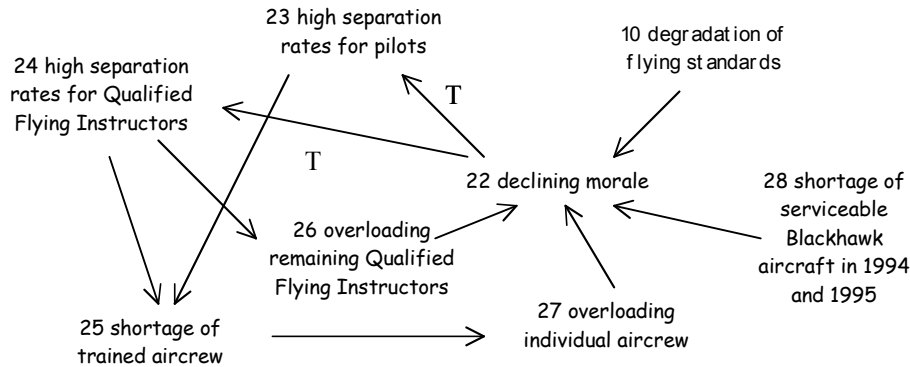 23 high separation
rates for pilots
10 degradation of
flying standards
24 high separation
rates for Qualified
Flying Instructors
T
T
22 declining morale
28 shortage of
serviceable
Blackhawk
aircraft in 1994
and 1995
26 overloading
remaining Qualified
Flying Instructors
27 overloading
individual aircrew
25 shortage of
trained aircrew